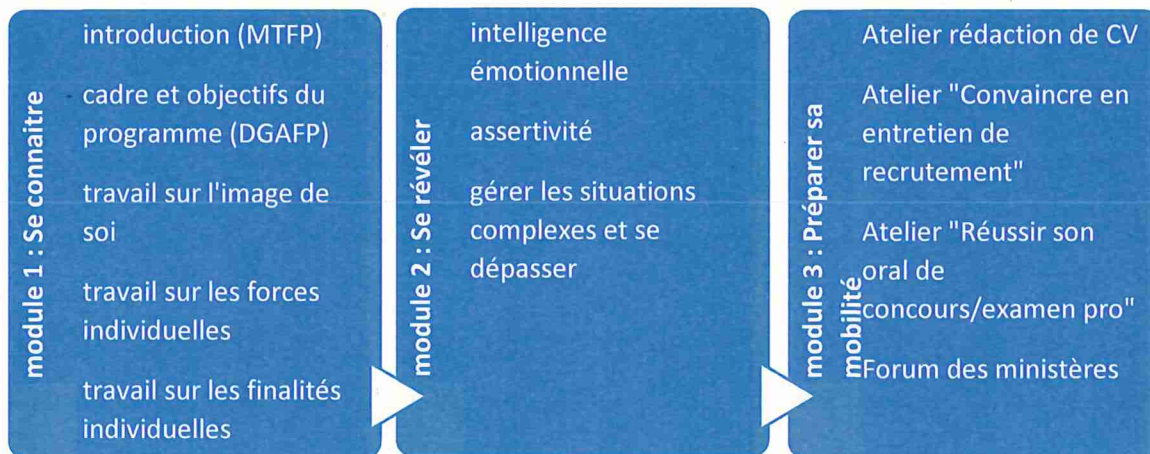 module 1 : Se connaitre
introduction (MTFP)
cadre et objectifs du
programme (DGAFP)
travail sur l'image de
soi
travail sur les forces
individuelles
travail sur les finalités
individuelles
module 2 : Se révéler
intelligence
émotionnelle
assertivité
gérer les situations
complexes et se
dépasser
module 3 : Préparer sa
mobilité
Atelier rédaction de CV
Atelier "Convaincre en
entretien de
recrutement"
Atelier "Réussir son
oral de
concours/examen pro"
Forum des ministères